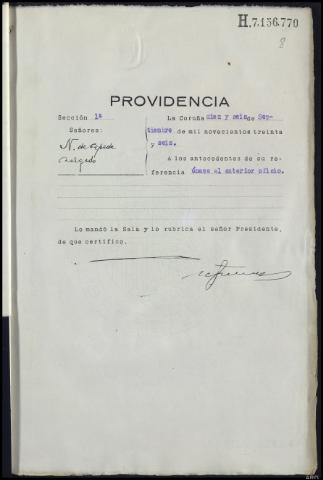 H.7.156.770
8
PROVIDENCIA
Sección 1ª
Señores:
La Coruña diez y seis de Sep-
tiembre de mil novecientos treinta
y seis.
A los antecedentes de su re-
ferencia únase el anterior oficio.
Lo mandó la Sala y lo rubrica el señor Presidente,
de que certifico.